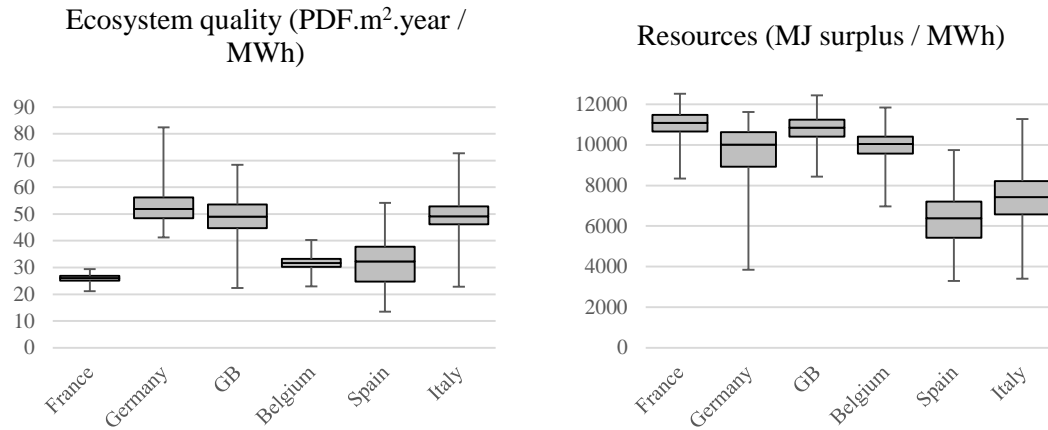 Ecosystem quality (PDF.m².year /
MWh)
90
80
70
60
50
40
30
20
10
0
France
Germany
GB
Belgium
Spain
Italy
Resources (MJ surplus / MWh)
12000
10000
8000
6000
4000
2000
0
France
Germany
GB
Belgium
Spain
Italy